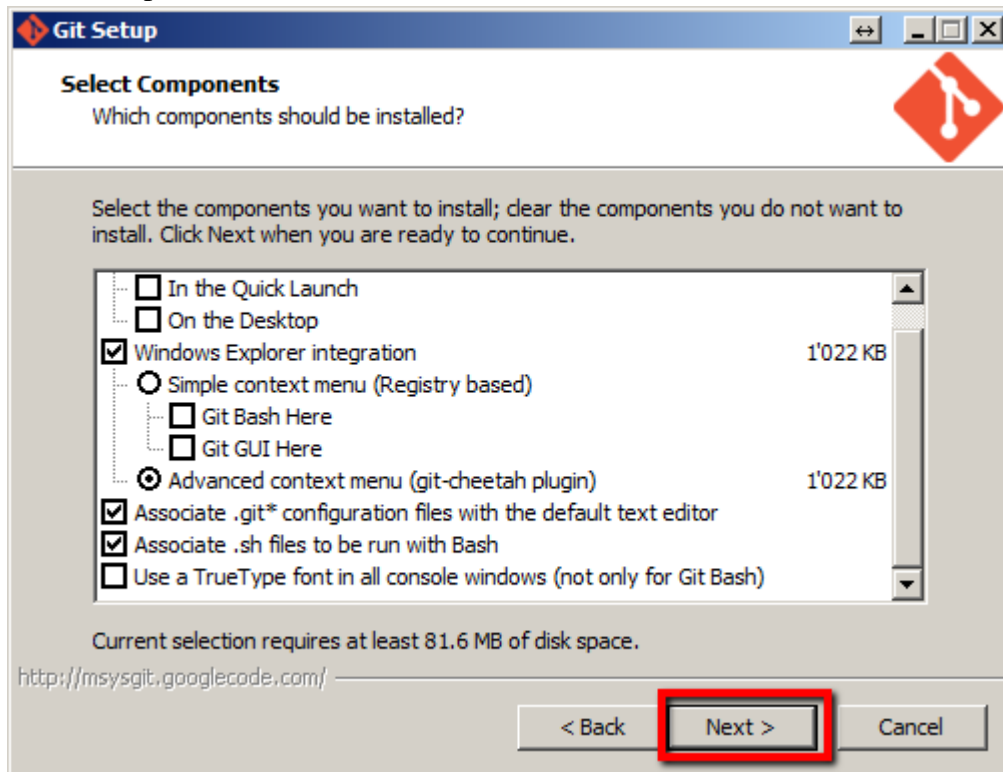 Git Setup
Select Components
Which components should be installed?
Select the components you want to install; clear the components you do not want to
install. Click Next when you are ready to continue.
In the Quick Launch
On the Desktop
Windows Explorer integration 1'022 KB
Simple context menu (Registry based)
Git Bash Here
Git GUI Here
Advanced context menu (git-cheetah plugin) 1'022 KB
Associate .git* configuration files with the default text editor
Associate .sh files to be run with Bash
Use a TrueType font in all console windows (not only for Git Bash)
Current selection requires at least 81.6 MB of disk space.
http://msysgit.googlecode.com/
< Back Next > Cancel